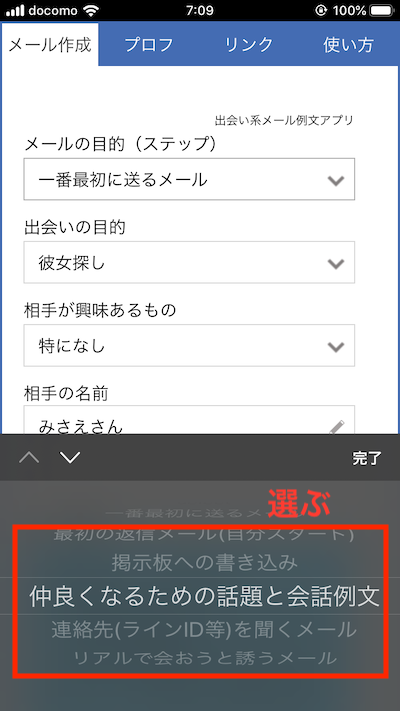 docomo 7:09 100%
メール作成 プロフ リンク 使い方
出会い系メール例文アプリ
メールの目的（ステップ）
一番最初に送るメール
出会いの目的
彼女探し
相手が興味あるもの
特になし
相手の名前
みさえさん
完了
選ぶ
一番最初に送るメール
最初の返信メール(自分スタート)
掲示板への書き込み
仲良くなるための話題と会話例文
連絡先(ラインID等)を聞くメール
リアルで会おうと誘うメール